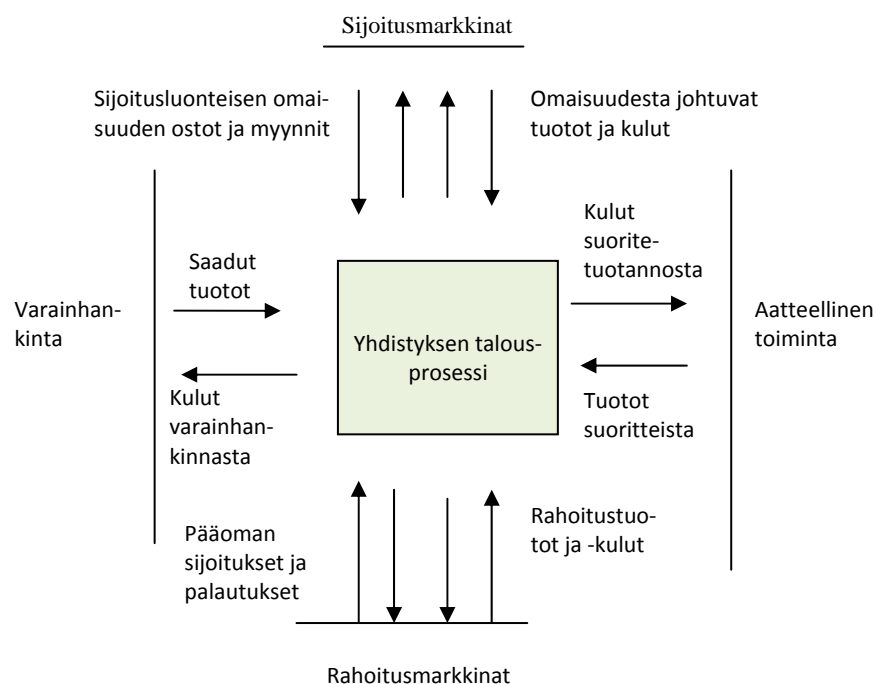 Sijoitusmarkkinat
Sijoitusluonteisen omai-
suuden ostot ja myynnit
Omaisuudesta johtuvat
tuotot ja kulut
Varainhan-
kinta
Saadut
tuotot
Kulut
varainhan-
kinnasta
Yhdistyksen talous-
prosessi
Kulut
suorite-
tuotannosta
Tuotot
suoritteista
Aatteellinen
toiminta
Pääoman
sijoitukset ja
palautukset
Rahoitustuo-
tot ja -kulut
Rahoitusmarkkinat